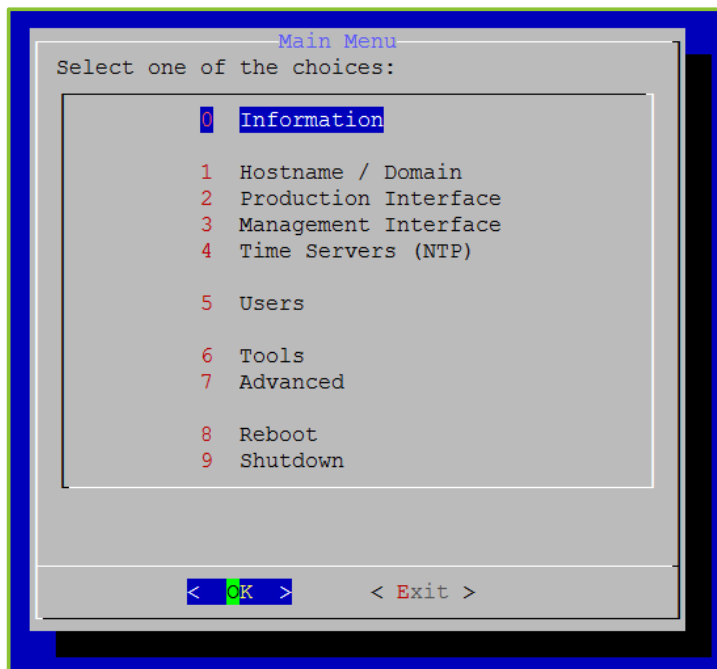 Main Menu
Select one of the choices:
0 Information
1 Hostname / Domain
2 Production Interface
3 Management Interface
4 Time Servers (NTP)
5 Users
6 Tools
7 Advanced
8 Reboot
9 Shutdown
< OK > < Exit >